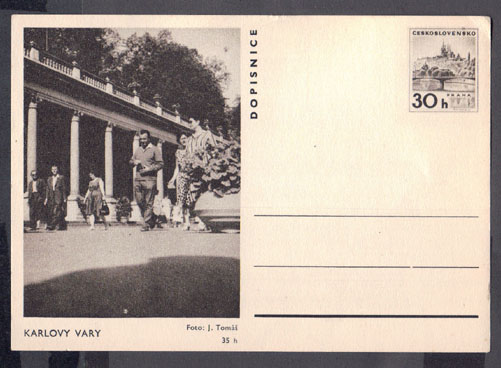 DOPISNICE
ČESKOSLOVENSKO
30 h
PRAHA
KARLOVY VARY
Foto: J. Tomáš
35 h